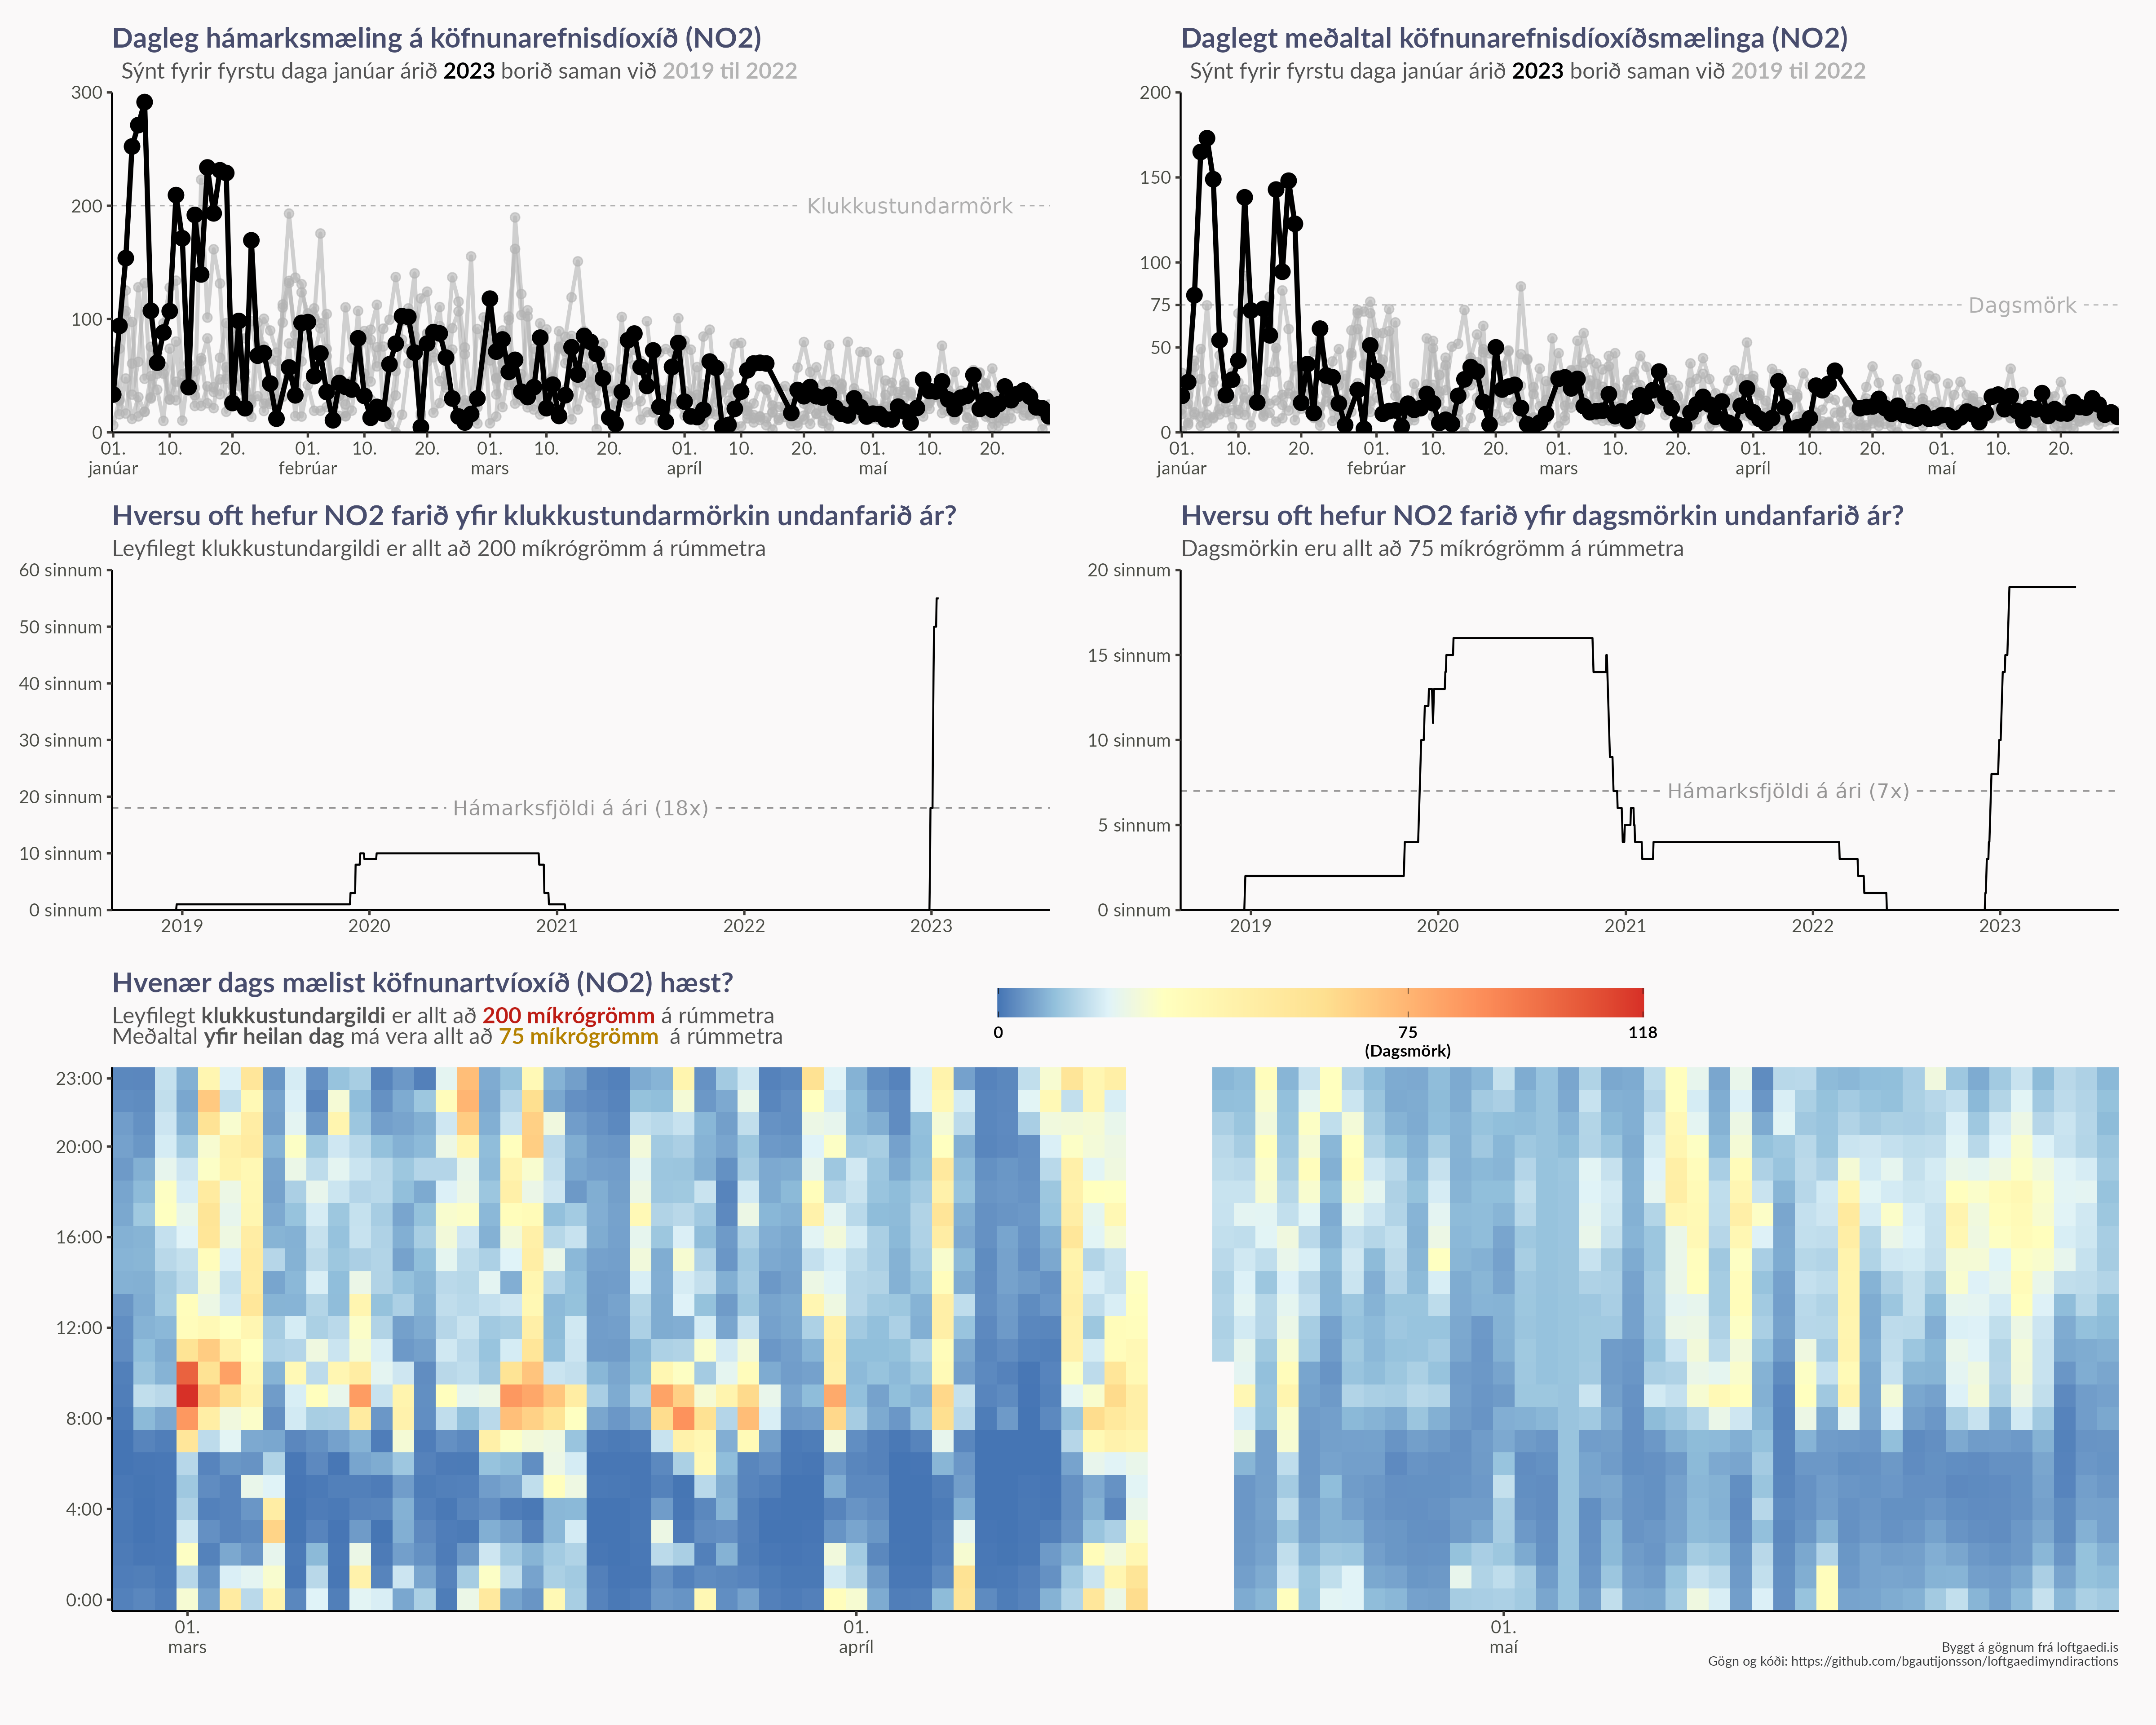 Dagleg hámarksmæling á köfnunarefnisdíoxíð (NO2)
Sýnt fyrir fyrstu daga janúar árið 2023 borið saman við 2019 til 2022
300
200
100
0
Klukkustundarmörk
01. 10. 20. 01. 10. 20. 01. 10. 20. 01. 10. 20. 01. 10. 20.
janúar febrúar mars apríl maí
Daglegt meðaltal köfnunarefnisdíoxíðsmælinga (NO2)
Sýnt fyrir fyrstu daga janúar árið 2023 borið saman við 2019 til 2022
200
150
100
75
50
0
Dagsmörk
01. 10. 20. 01. 10. 20. 01. 10. 20. 01. 10. 20. 01. 10. 20.
janúar febrúar mars apríl maí
Hversu oft hefur NO2 farið yfir klukkustundarmörkin undanfarið ár?
Leyfilegt klukkustundargildi er allt að 200 míkrógrömm á rúmmetra
60 sinnum
50 sinnum
40 sinnum
30 sinnum
20 sinnum
10 sinnum
0 sinnum
Hámarksfjöldi á ári (18x)
2019 2020 2021 2022 2023
Hversu oft hefur NO2 farið yfir dagsmörkin undanfarið ár?
Dagsmörkin eru allt að 75 míkrógrömm á rúmmetra
20 sinnum
15 sinnum
10 sinnum
5 sinnum
0 sinnum
Hámarksfjöldi á ári (7x)
2019 2020 2021 2022 2023
Hvenær dags mælist köfnunartvíoxíð (NO2) hæst?
Leyfilegt klukkustundargildi er allt að 200 míkrógrömm á rúmmetra
Meðaltal yfir heilan dag má vera allt að 75 míkrógrömm á rúmmetra
0 75 118
(Dagsmörk)
23:00
20:00
16:00
12:00
8:00
4:00
0:00
01. 01. 01.
mars apríl maí
Byggt á gögnum frá loftgaedi.is
Gögn og kóði: https://github.com/bgautijonsson/loftgaedimyndiractions